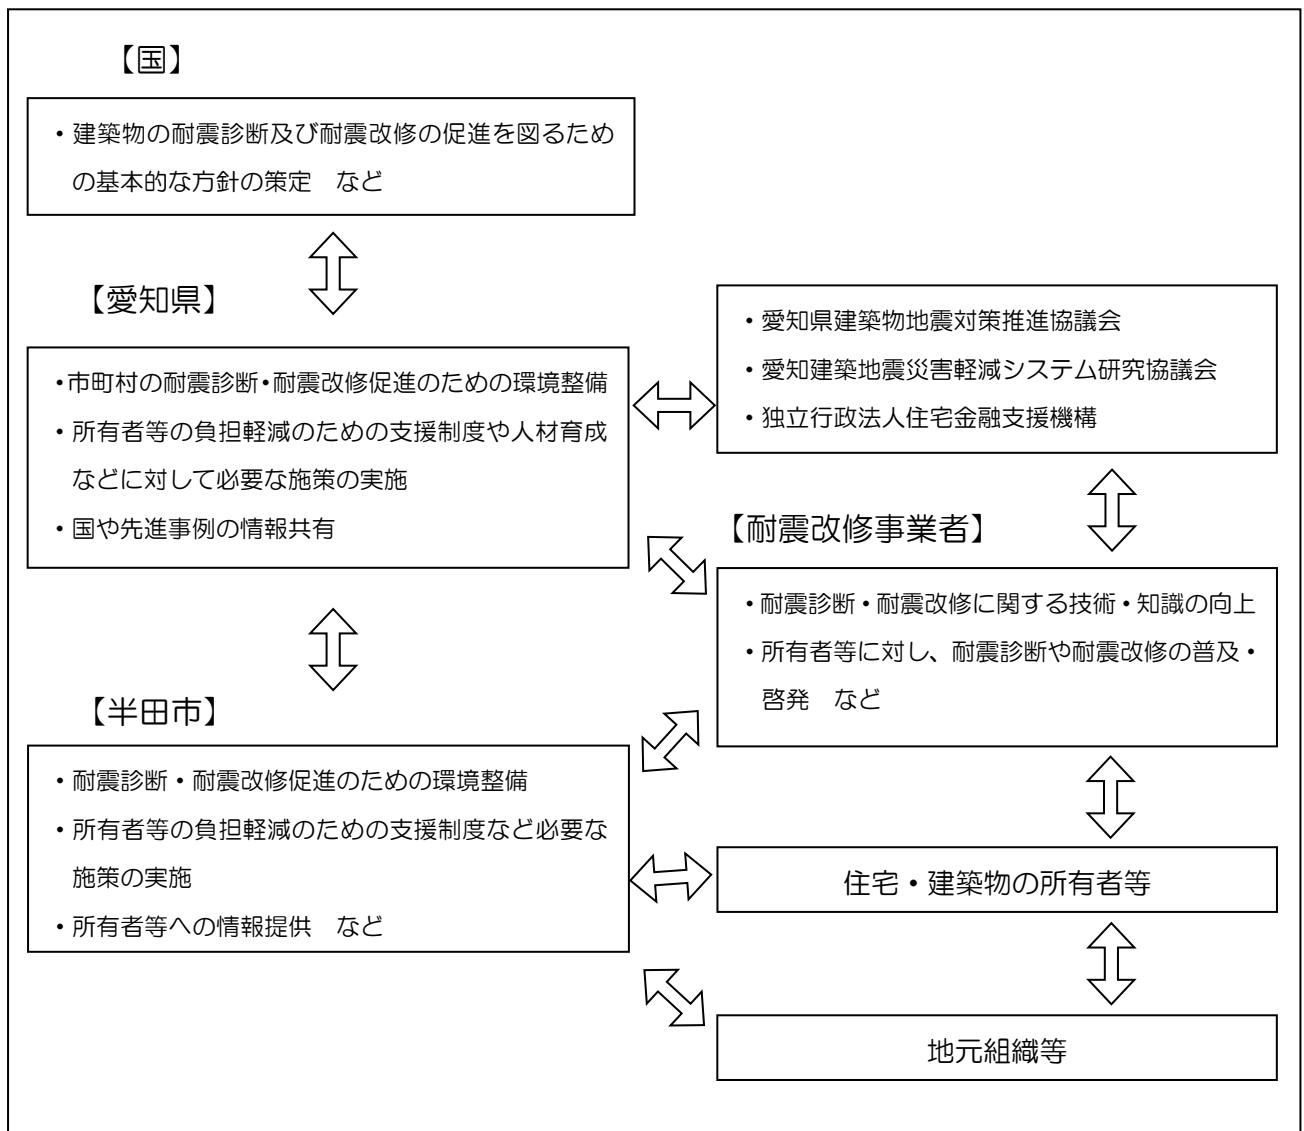 【国】
・建築物の耐震診断及び耐震改修の促進を図るため
の基本的な方針の策定　など
【愛知県】
・市町村の耐震診断・耐震改修促進のための環境整備
・所有者等の負担軽減のための支援制度や人材育成
などに対して必要な施策の実施
・国や先進事例の情報共有
・愛知県建築物地震対策推進協議会
・愛知建築地震災害軽減システム研究協議会
・独立行政法人住宅金融支援機構
【耐震改修事業者】
・耐震診断・耐震改修に関する技術・知識の向上
・所有者等に対し、耐震診断や耐震改修の普及・
啓発　など
【半田市】
・耐震診断・耐震改修促進のための環境整備
・所有者等の負担軽減のための支援制度など必要な
施策の実施
・所有者等への情報提供　など
住宅・建築物の所有者等
地元組織等